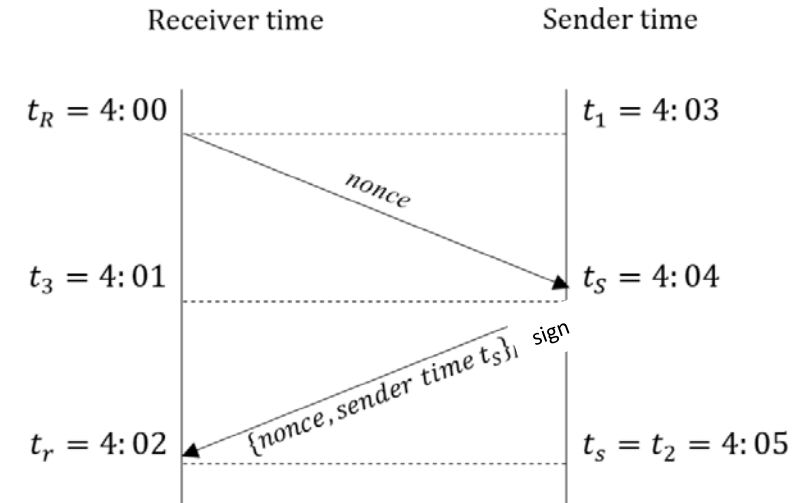 Receiver time
Sender time
t_R = 4:00
t_1 = 4:03
nonce
t_3 = 4:01
t_S = 4:04
sign
{nonce, sender time t_S}
t_r = 4:02
t_s = t_2 = 4:05